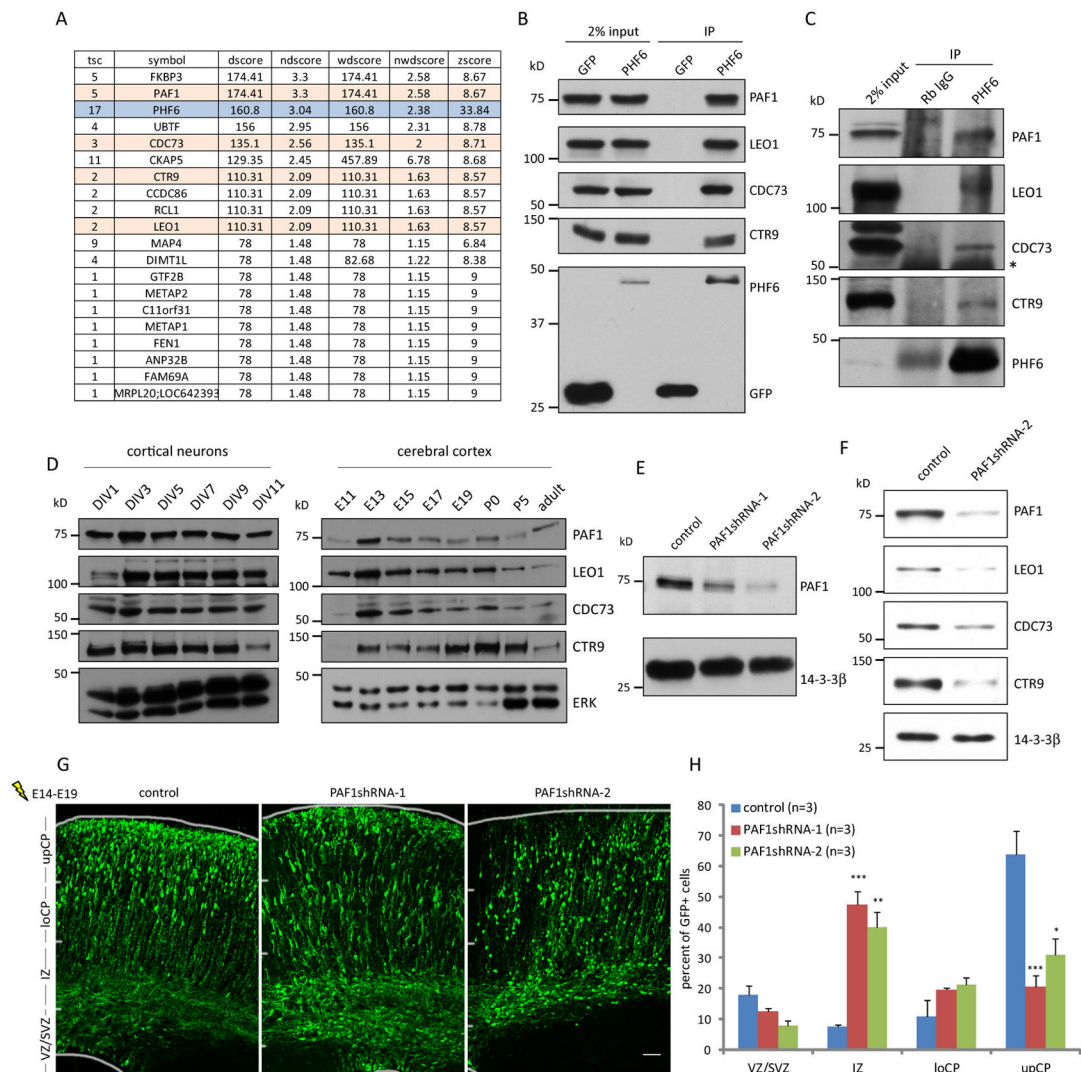 A
tsc symbol dscore ndscore wdscore nwdscore zscore
5 FKBP3 174.41 3.3 174.41 2.58 8.67
5 PAF1 174.41 3.3 174.41 2.58 8.67
17 PHF6 160.8 3.04 160.8 2.38 33.84
4 UBTF 156 2.95 156 2.31 8.78
3 CDC73 135.1 2.56 135.1 2 8.71
11 CKAP5 129.35 2.45 457.89 6.78 8.68
2 CTR9 110.31 2.09 110.31 1.63 8.57
2 CCDC86 110.31 2.09 110.31 1.63 8.57
2 RCL1 110.31 2.09 110.31 1.63 8.57
2 LEO1 110.31 2.09 110.31 1.63 8.57
9 MAP4 78 1.48 78 1.15 6.84
4 DIMT1L 78 1.48 82.68 1.22 8.38
1 GTF2B 78 1.48 78 1.15 9
1 METAP2 78 1.48 78 1.15 9
1 C11orf31 78 1.48 78 1.15 9
1 METAP1 78 1.48 78 1.15 9
1 FEN1 78 1.48 78 1.15 9
1 ANP32B 78 1.48 78 1.15 9
1 FAM69A 78 1.48 78 1.15 9
1 MRPL20;LOC642393 78 1.48 78 1.15 9
B
2% input IP
kD GFP PHF6 GFP PHF6
75 PAF1
100 LEO1
50 CDC73
150 CTR9
50 PHF6
37
25 GFP
C
IP
kD 2% input Rb IgG PHF6
75 PAF1
100 LEO1
50 CDC73
*
150 CTR9
50 PHF6
D
cortical neurons cerebral cortex
kD DIV1 DIV3 DIV5 DIV7 DIV9 DIV11 kD E11 E13 E15 E17 E19 P0 P5 adult
75 75 PAF1
100 100 LEO1
50 50 CDC73
150 150 CTR9
50 50 ERK
E
kD control PAF1shRNA-1 PAF1shRNA-2
75 PAF1
25 14-3-3β
F
kD control PAF1shRNA-2
75 PAF1
100 LEO1
50 CDC73
150 CTR9
25 14-3-3β
G
E14-E19 control PAF1shRNA-1 PAF1shRNA-2
upCP
loCP
IZ
VZ/SVZ
H
percent of GFP+ cells
80
70
60
50
40
30
20
10
0
control (n=3)
PAF1shRNA-1 (n=3)
PAF1shRNA-2 (n=3)
*** ** *** *
VZ/SVZ IZ loCP upCP